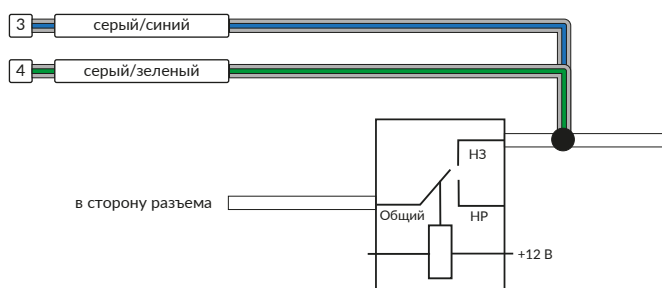 3 серый/синий
4 серый/зеленый
НЗ
в сторону разъема
Общий НР
+12 В